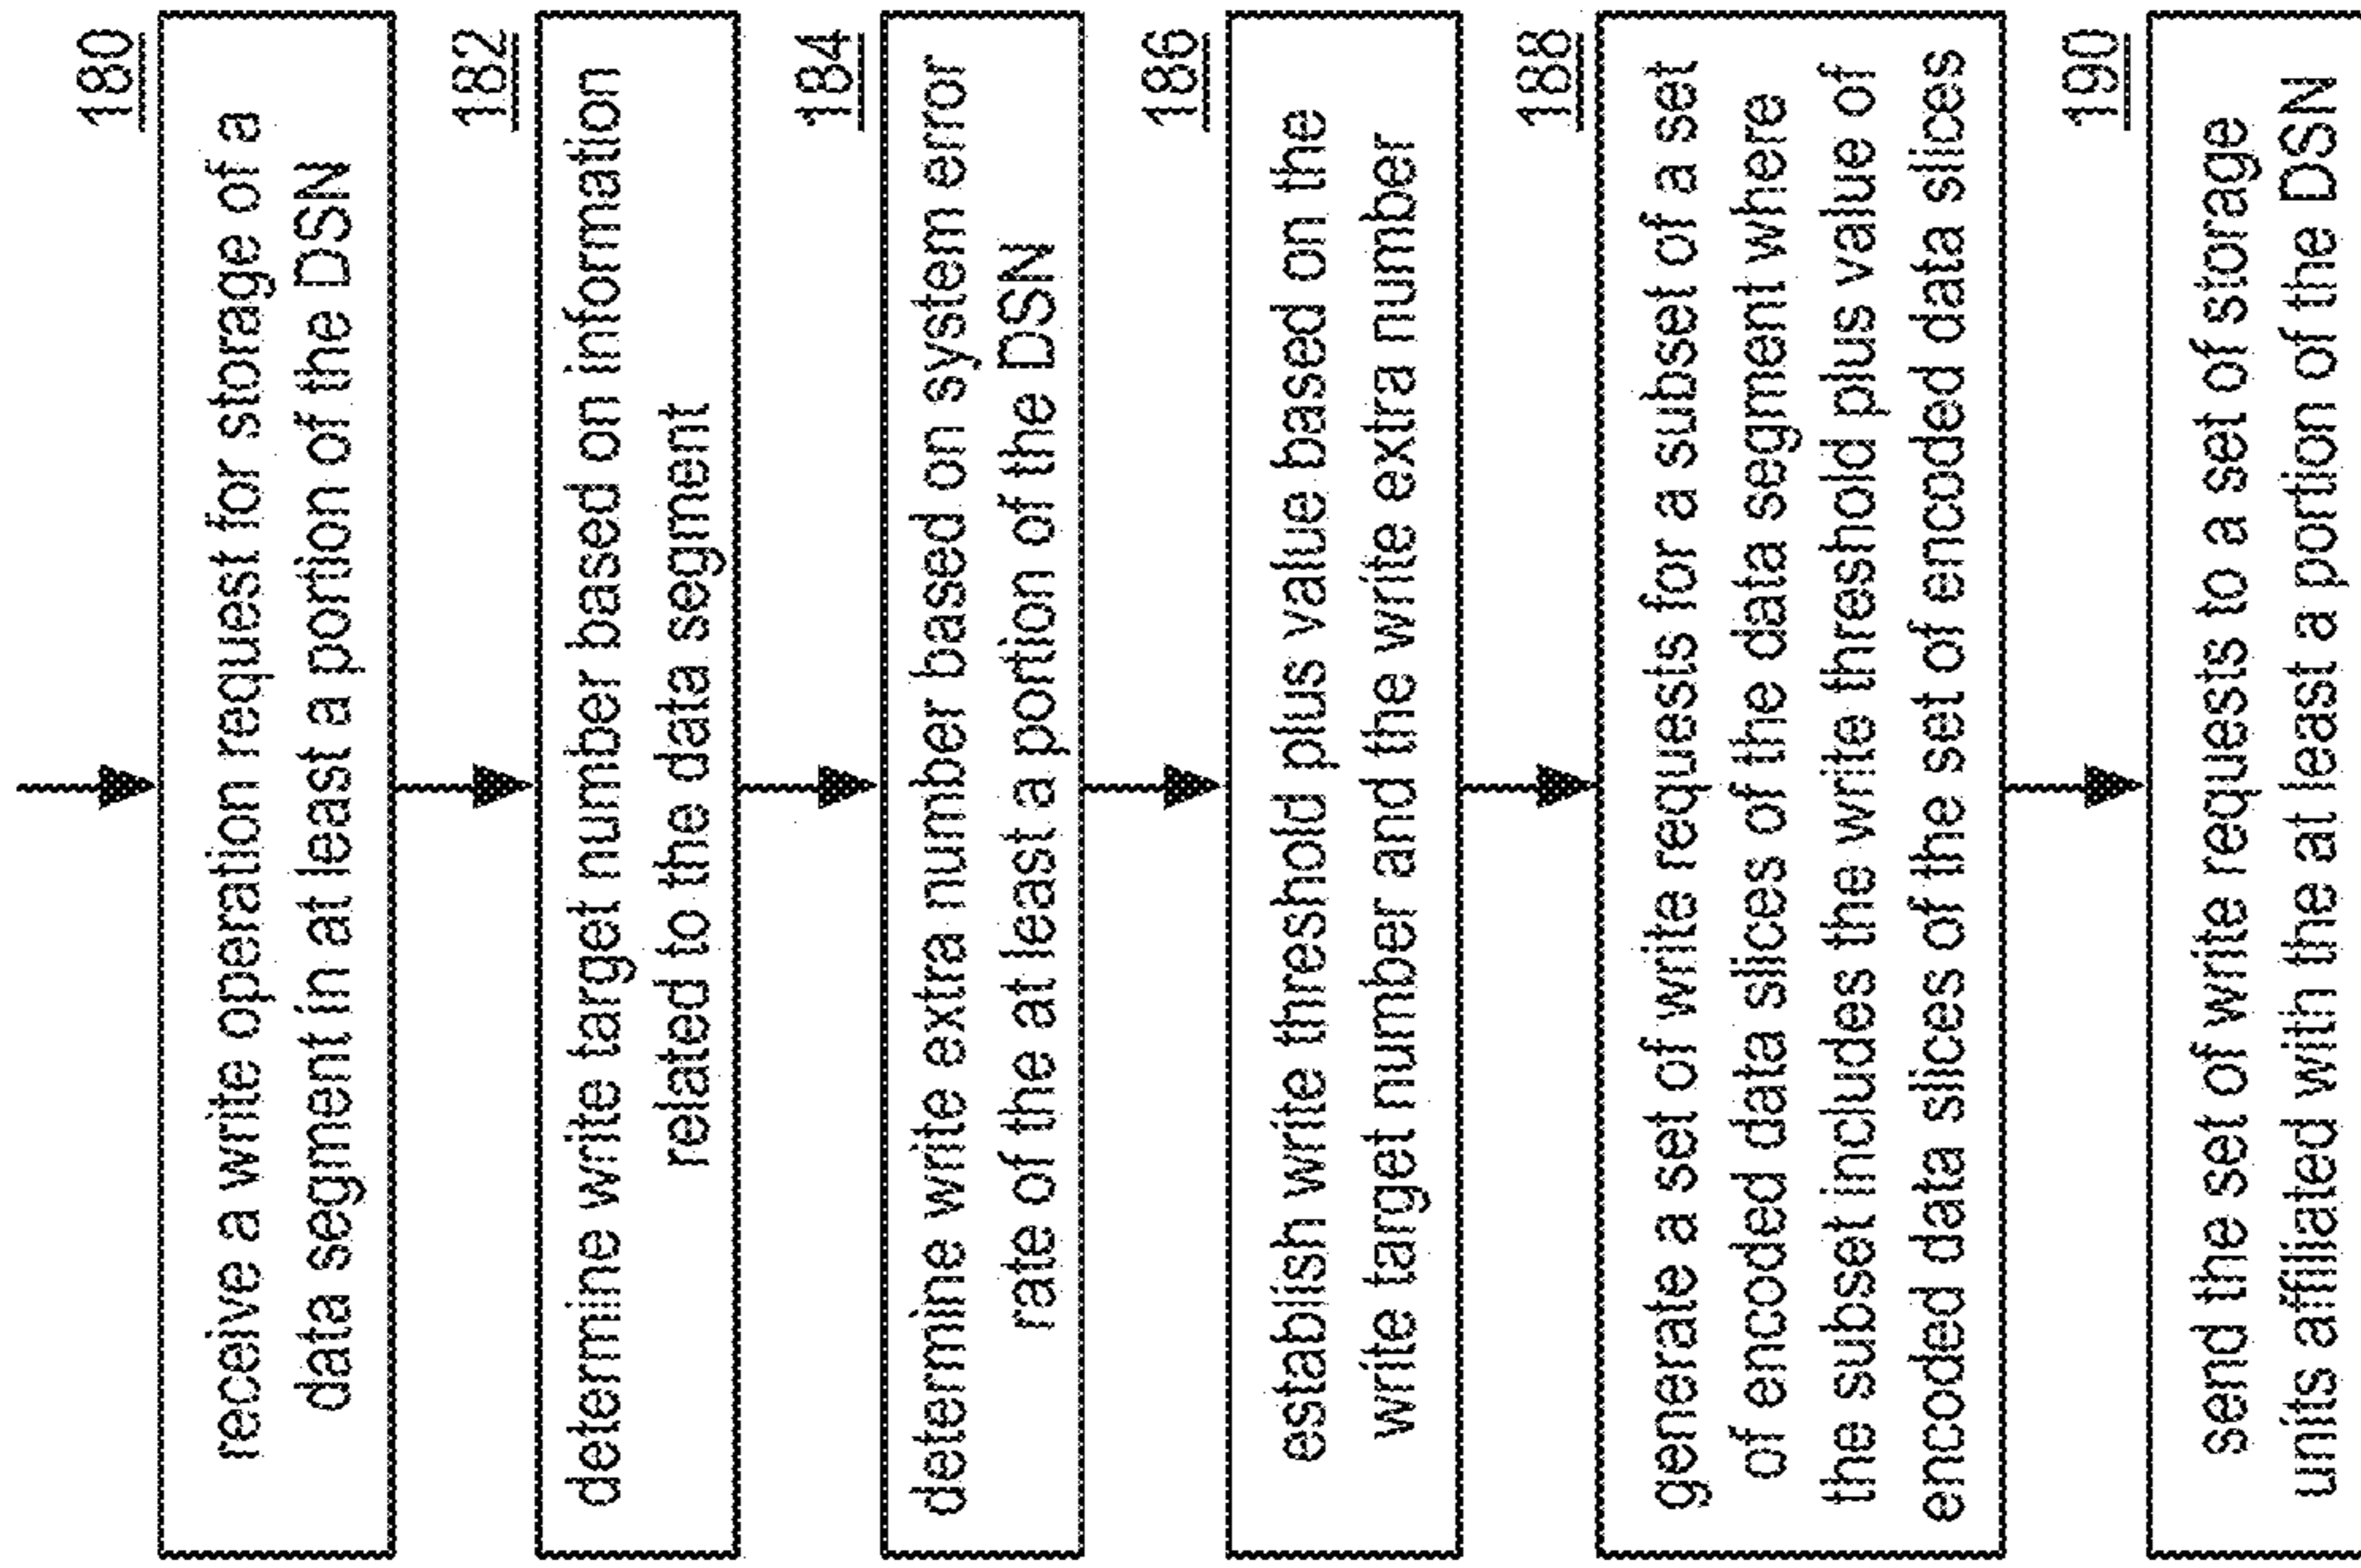 180
receive a write operation request for storage of a
data segment in at least a portion of the DSN
182
determine write target number based on information
related to the data segment
184
determine write extra number based on system error
rate of the at least a portion of the DSN
186
establish write threshold plus value based on the
write target number and the write extra number
188
generate a set of write requests for a subset of a set
of encoded data slices of the data segment where
the subset includes the write threshold plus value of
encoded data slices of the set of encoded data slices
190
send the set of write requests to a set of storage
units affiliated with the at least a portion of the DSN